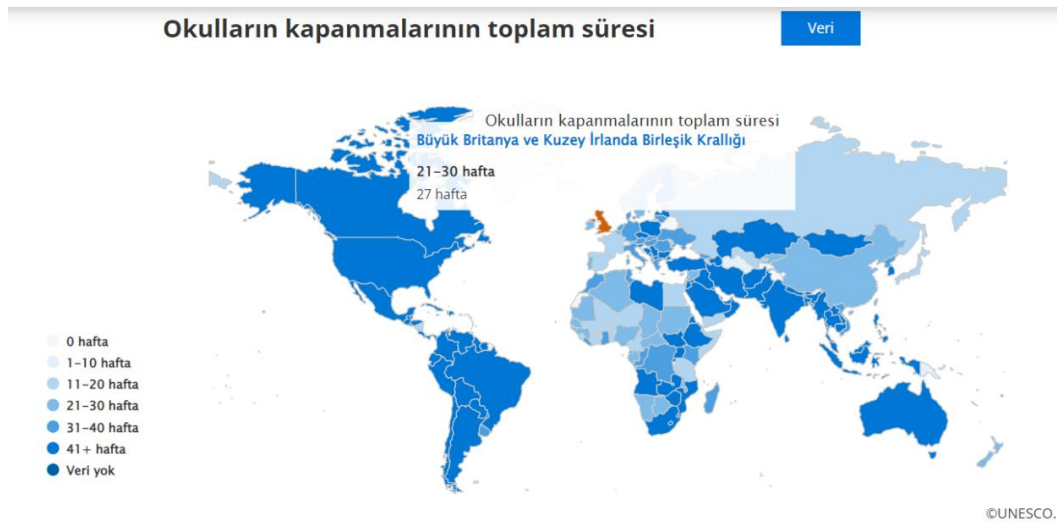 Okulların kapanmalarının toplam süresi
Veri
Okulların kapanmalarının toplam süresi
Büyük Britanya ve Kuzey İrlanda Birleşik Krallığı
21-30 hafta
27 hafta
0 hafta
1-10 hafta
11-20 hafta
21-30 hafta
31-40 hafta
41+ hafta
Veri yok
©UNESCO.